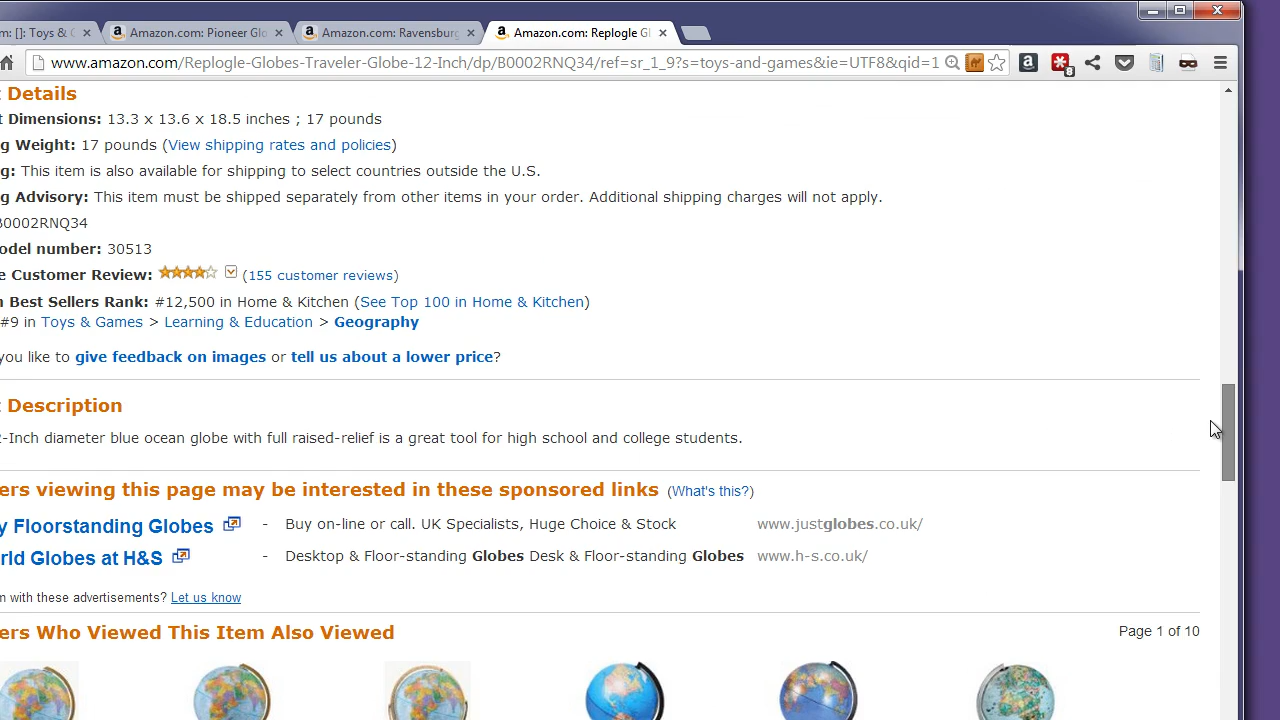 m: []: Toys & G
Amazon.com: Pioneer Glo
Amazon.com: Ravensburg
Amazon.com: Replogle Gl
www.amazon.com/Replogle-Globes-Traveler-Globe-12-Inch/dp/B0002RNQ34/ref=sr_1_9?s=toys-and-games&ie=UTF8&qid=1
8
t Details
t Dimensions: 13.3 x 13.6 x 18.5 inches ; 17 pounds
g Weight: 17 pounds (View shipping rates and policies)
g: This item is also available for shipping to select countries outside the U.S.
g Advisory: This item must be shipped separately from other items in your order. Additional shipping charges will not apply.
B0002RNQ34
odel number: 30513
e Customer Review: (155 customer reviews)
n Best Sellers Rank: #12,500 in Home & Kitchen (See Top 100 in Home & Kitchen)
#9 in Toys & Games > Learning & Education > Geography
you like to give feedback on images or tell us about a lower price?
t Description
2-Inch diameter blue ocean globe with full raised-relief is a great tool for high school and college students.
ers viewing this page may be interested in these sponsored links (What's this?)
y Floorstanding Globes - Buy on-line or call. UK Specialists, Huge Choice & Stock www.justglobes.co.uk/
rld Globes at H&S - Desktop & Floor-standing Globes Desk & Floor-standing Globes www.h-s.co.uk/
m with these advertisements? Let us know
ers Who Viewed This Item Also Viewed
Page 1 of 10